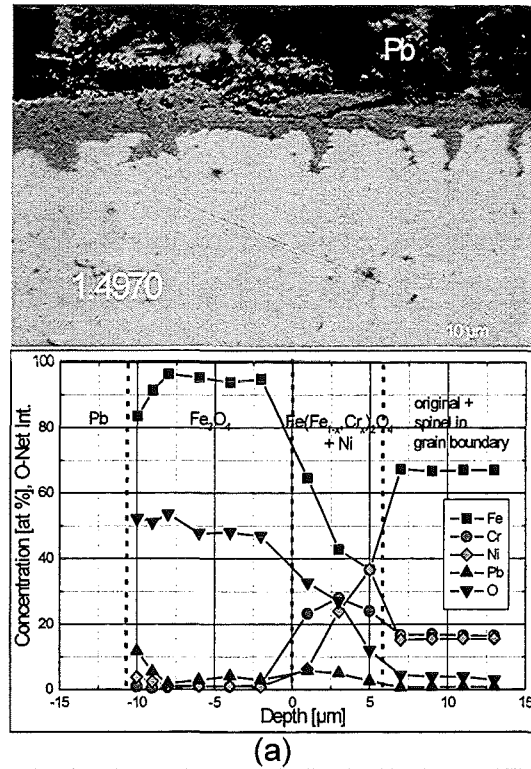 Pb
1.4970
10 µm
Concentration [at %], O-Net Int.
100
80
60
40
20
0
Pb
Fe₃O₄
Fe(Fe₁₋ₓ,Crₓ)₂O₄
+ Ni
original +
spinel in
grain boundary
Fe
Cr
Ni
Pb
O
-15
-10
-5
0
5
10
15
Depth [µm]
(a)